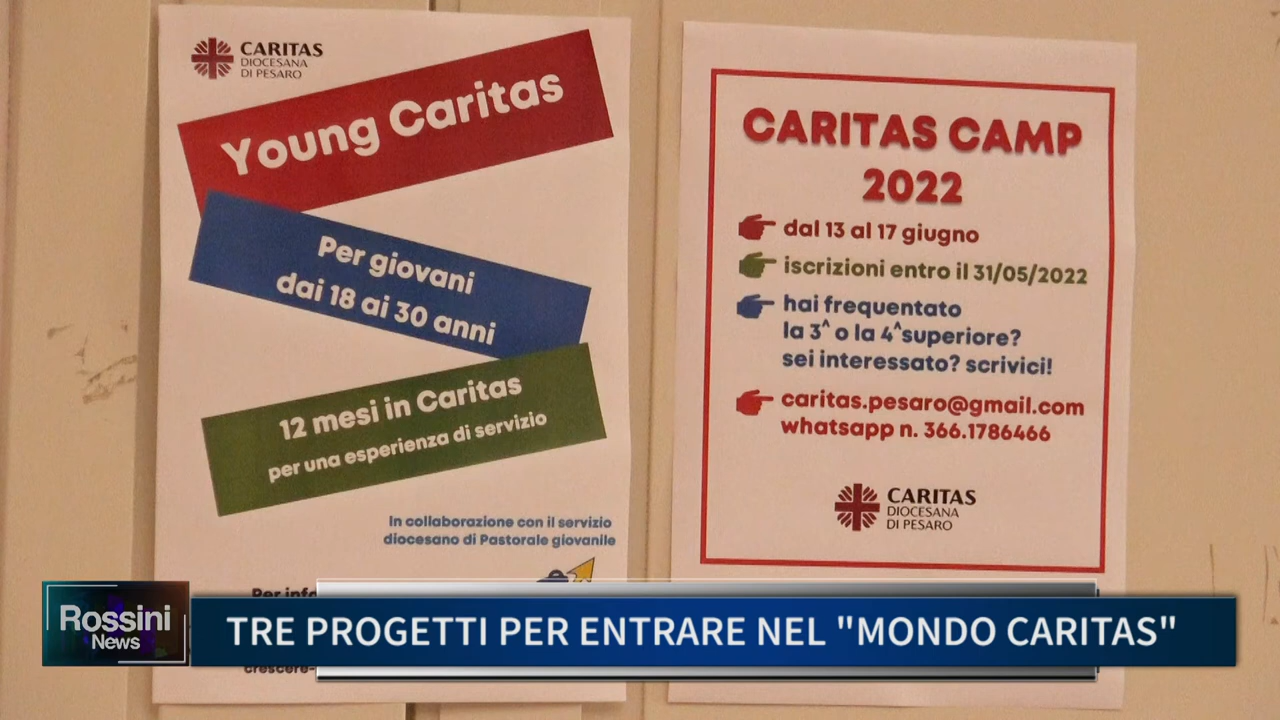 CARITAS
DIOCESANA
DI PESARO
Young Caritas
Per giovani
dai 18 ai 30 anni
12 mesi in Caritas
per una esperienza di servizio
In collaborazione con il servizio
diocesano di Pastorale giovanile
Per info
crescere-
CARITAS CAMP
2022
dal 13 al 17 giugno
iscrizioni entro il 31/05/2022
hai frequentato
la 3^ o la 4^superiore?
sei interessato? scrivici!
caritas.pesaro@gmail.com
whatsapp n. 366.1786466
CARITAS
DIOCESANA
DI PESARO
Rossini
News
TRE PROGETTI PER ENTRARE NEL "MONDO CARITAS"